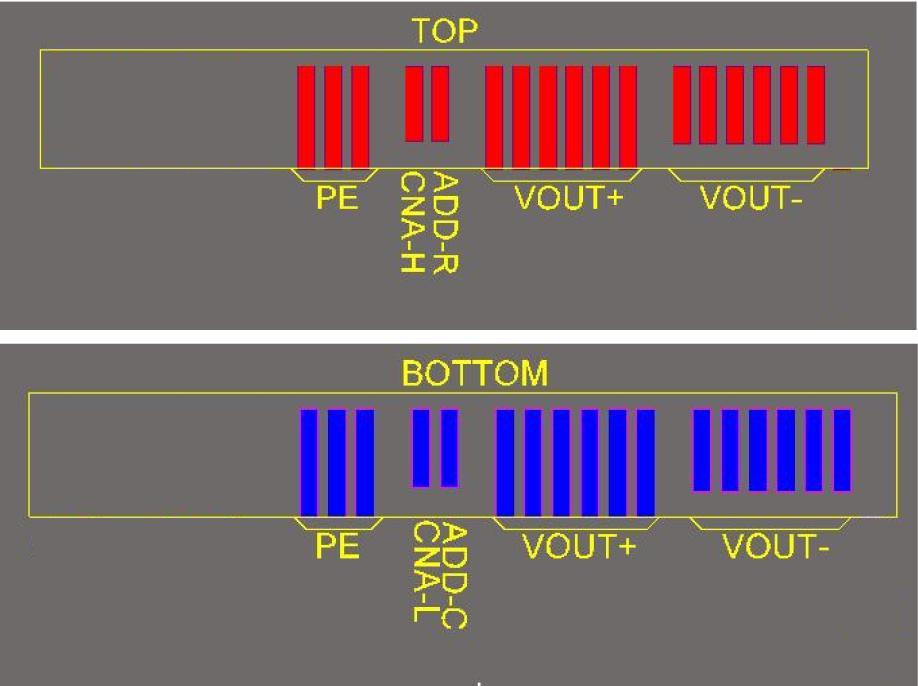 TOP
PE
CNA-H
ADD-R
VOUT+
VOUT-
BOTTOM
PE
CNA-L
ADD-C
VOUT+
VOUT-